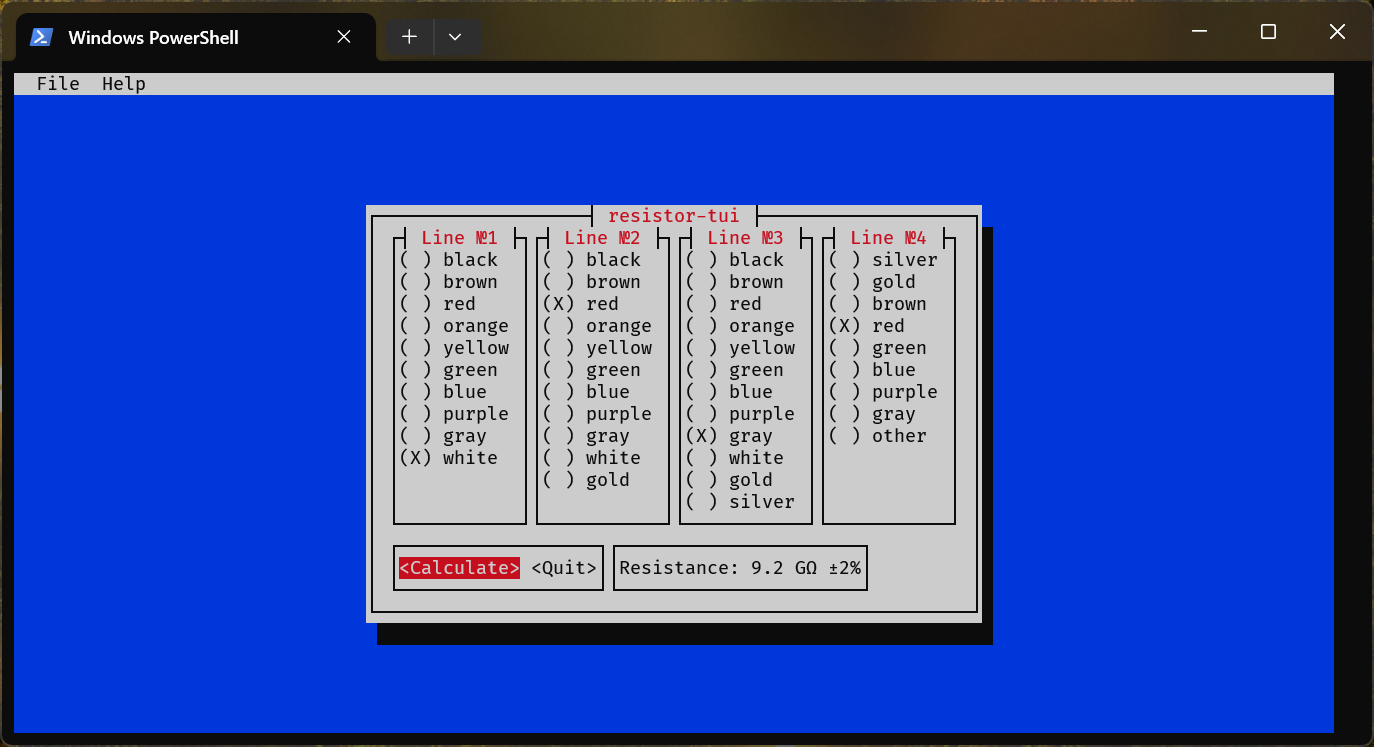 Windows PowerShell
File  Help
resistor-tui
Line №1  Line №2  Line №3  Line №4
( ) black  ( ) black  ( ) black  ( ) silver
( ) brown  ( ) brown  ( ) brown  ( ) gold
( ) red  (X) red  ( ) red  ( ) brown
( ) orange  ( ) orange  ( ) orange  (X) red
( ) yellow  ( ) yellow  ( ) yellow  ( ) green
( ) green  ( ) green  ( ) green  ( ) blue
( ) blue  ( ) blue  ( ) blue  ( ) purple
( ) purple  ( ) purple  ( ) purple  ( ) gray
( ) gray  ( ) gray  (X) gray  ( ) other
(X) white  ( ) white  ( ) white
( ) gold  ( ) gold
( ) silver
<Calculate> <Quit>  Resistance: 9.2 GΩ ±2%